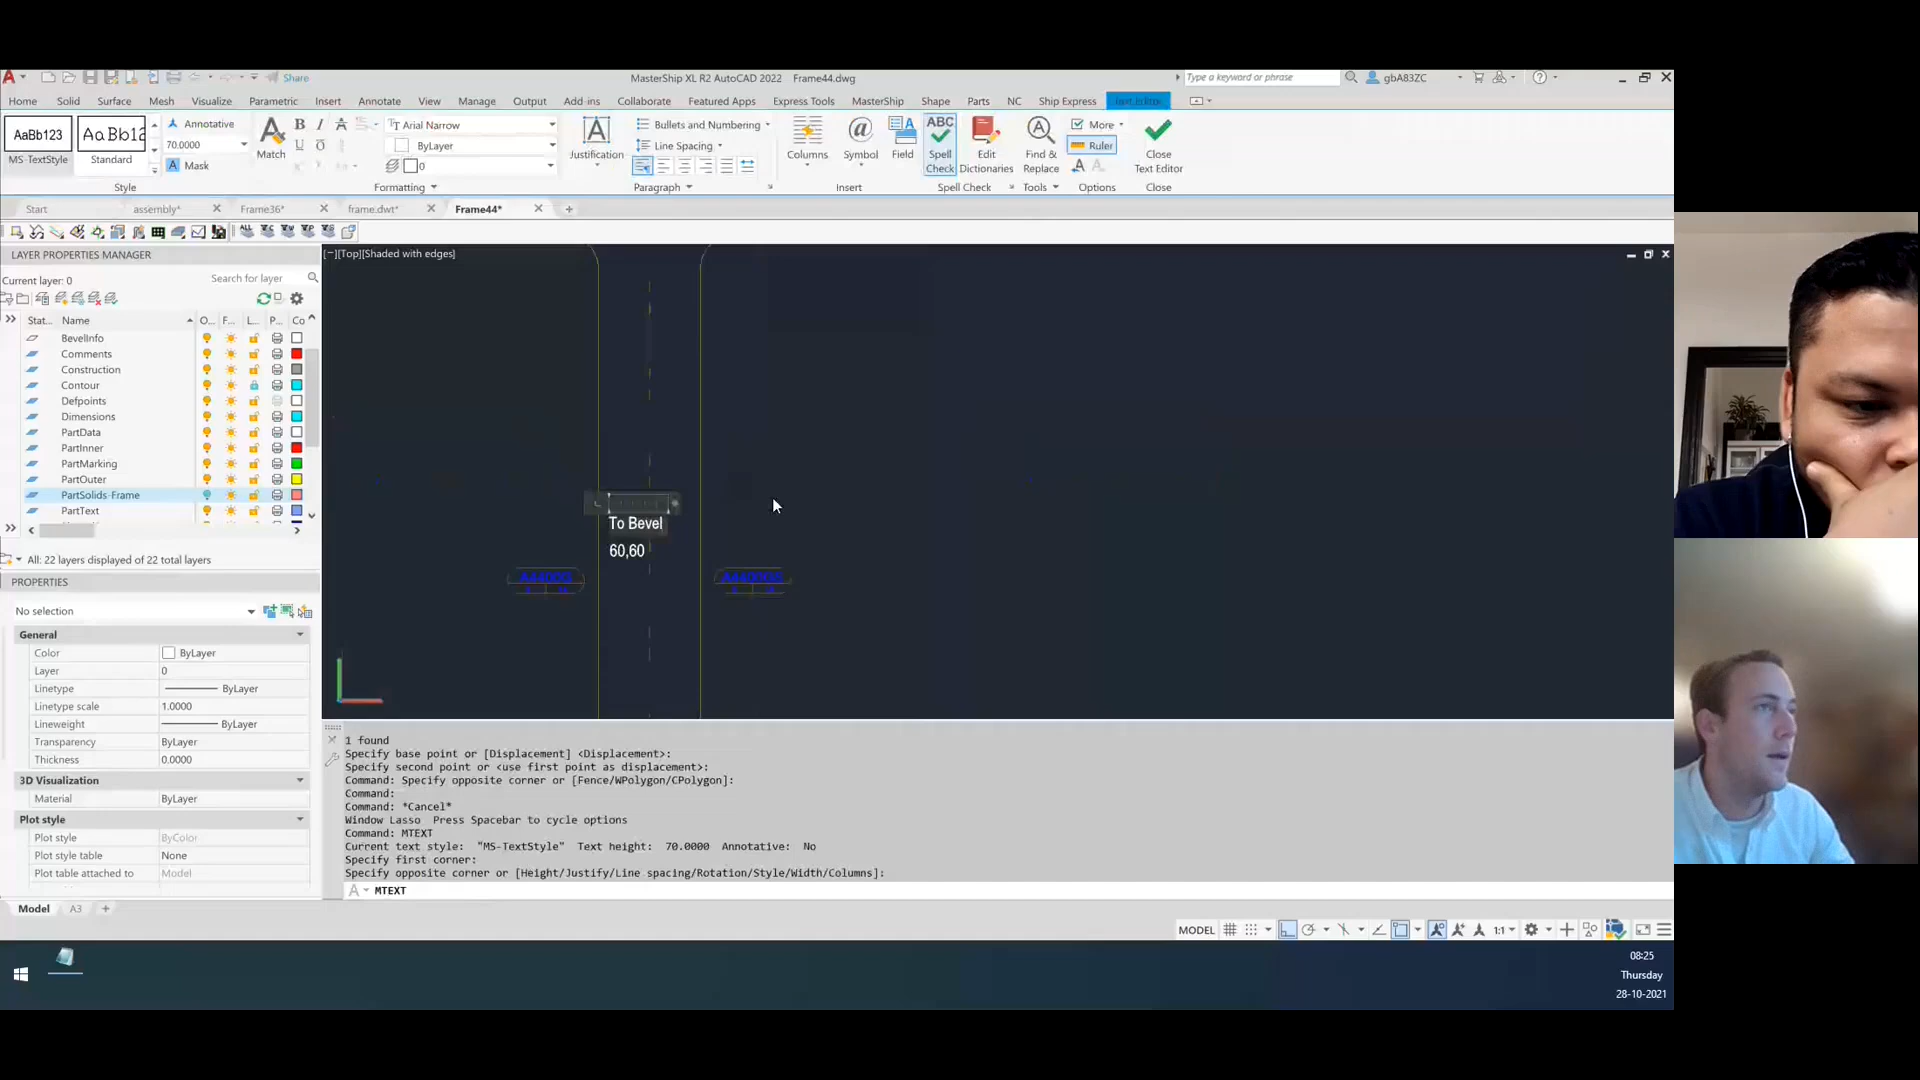 Share
MasterShip XL R2 AutoCAD 2022 Frame44.dwg
Type a keyword or phrase
gbA83ZC
Home Solid Surface Mesh Visualize Parametric Insert Annotate View Manage Output Add-ins Collaborate Featured Apps Express Tools MasterShip Shape Parts NC Ship Express Text Editor
AaBb123
MS-TextStyle
AaBb12
Standard
Annotative
70.0000
Mask
Style
Match
B I
Arial Narrow
ByLayer
0
Formatting
Justification
Bullets and Numbering
Line Spacing
Paragraph
Columns
Symbol
Field
Insert
ABC
Spell
Check
Edit
Dictionaries
Spell Check
Find &
Replace
Tools
More
Ruler
Options
Close
Text Editor
Close
Start assembly* Frame36* frame.dwt* Frame44*
LAYER PROPERTIES MANAGER
Current layer: 0
Search for layer
Stat... Name O... F... L... P... Co
BevelInfo
Comments
Construction
Contour
Defpoints
Dimensions
PartData
PartInner
PartMarking
PartOuter
PartSolids-Frame
PartText
All: 22 layers displayed of 22 total layers
PROPERTIES
No selection
General
Color ByLayer
Layer 0
Linetype ByLayer
Linetype scale 1.0000
Lineweight ByLayer
Transparency ByLayer
Thickness 0.0000
3D Visualization
Material ByLayer
Plot style
Plot style ByColor
Plot style table None
Plot table attached to Model
Model A3
[−][Top][Shaded with edges]
To Bevel
60,60
1 found
Specify base point or [Displacement] <Displacement>:
Specify second point or <use first point as displacement>:
Command: Specify opposite corner or [Fence/WPolygon/CPolygon]:
Command:
Command: *Cancel*
Window Lasso Press Spacebar to cycle options
Command: MTEXT
Current text style: "MS-TextStyle" Text height: 70.0000 Annotative: No
Specify first corner:
Specify opposite corner or [Height/Justify/Line spacing/Rotation/Style/Width/Columns]:
MTEXT
MODEL
1:1
08:25
Thursday
28-10-2021